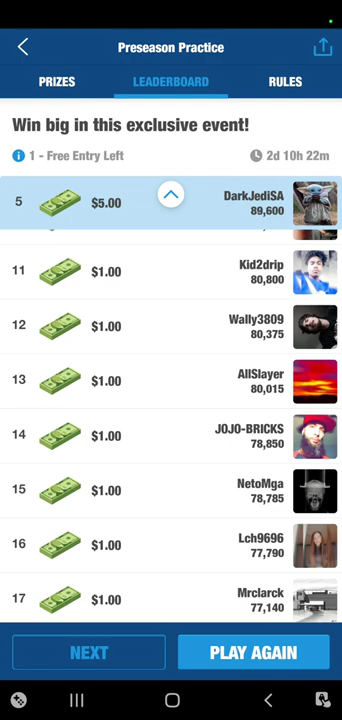 Preseason Practice
PRIZES LEADERBOARD RULES
Win big in this exclusive event!
1 - Free Entry Left 2d 10h 22m
5 $5.00 DarkJediSA
89,600
11 $1.00 Kid2drip
80,800
12 $1.00 Wally3809
80,375
13 $1.00 AllSlayer
80,015
14 $1.00 JOJO-BRICKS
78,850
15 $1.00 NetoMga
78,785
16 $1.00 Lch9696
77,790
17 $1.00 Mrclarck
77,140
NEXT PLAY AGAIN